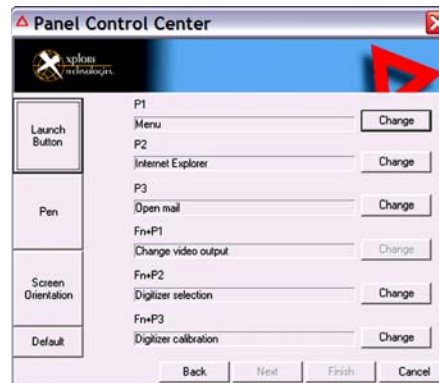 Panel Control Center
xplore
technologies.
Launch
Button
Pen
Screen
Orientation
Default
P1
Menu
Change
P2
Internet Explorer
Change
P3
Open mail
Change
Fn+P1
Change video output
Change
Fn+P2
Digitizer selection
Change
Fn+P3
Digitizer calibration
Change
Back
Next
Finish
Cancel